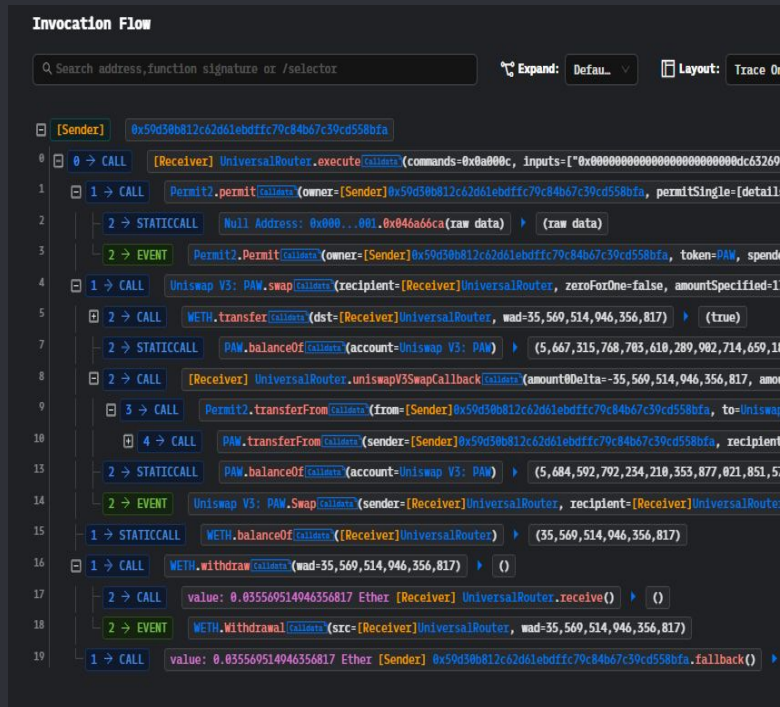 Invocation Flow
Search address,function signature or /selector
Expand: Defau…
Layout: Trace On
[Sender] 0x59d30b812c62d61ebdffc79c84b67c39cd558bfa
0 0 → CALL [Receiver] UniversalRouter.execute Calldata (commands=0x0a000c, inputs=["0x000000000000000000000000dc63269
1 1 → CALL Permit2.permit Calldata (owner=[Sender]0x59d30b812c62d61ebdffc79c84b67c39cd558bfa, permitSingle=[detail
2 2 → STATICCALL Null Address: 0x000...001.0x046a66ca(raw data) (raw data)
3 2 → EVENT Permit2.Permit Calldata (owner=[Sender]0x59d30b812c62d61ebdffc79c84b67c39cd558bfa, token=PAW, spende
4 1 → CALL Uniswap V3: PAW.swap Calldata (recipient=[Receiver]UniversalRouter, zeroForOne=false, amountSpecified=1
5 2 → CALL WETH.transfer Calldata (dst=[Receiver]UniversalRouter, wad=35,569,514,946,356,817) (true)
7 2 → STATICCALL PAW.balanceOf Calldata (account=Uniswap V3: PAW) (5,667,315,768,703,610,289,902,714,659,18
8 2 → CALL [Receiver] UniversalRouter.uniswapV3SwapCallback Calldata (amount0Delta=-35,569,514,946,356,817, amou
9 3 → CALL Permit2.transferFrom Calldata (from=[Sender]0x59d30b812c62d61ebdffc79c84b67c39cd558bfa, to=Uniswap
10 4 → CALL PAW.transferFrom Calldata (sender=[Sender]0x59d30b812c62d61ebdffc79c84b67c39cd558bfa, recipient
13 2 → STATICCALL PAW.balanceOf Calldata (account=Uniswap V3: PAW) (5,684,592,792,234,210,353,877,021,851,57
14 2 → EVENT Uniswap V3: PAW.Swap Calldata (sender=[Receiver]UniversalRouter, recipient=[Receiver]UniversalRouter
15 1 → STATICCALL WETH.balanceOf Calldata ([Receiver]UniversalRouter) (35,569,514,946,356,817)
16 1 → CALL WETH.withdraw Calldata (wad=35,569,514,946,356,817) ()
17 2 → CALL value: 0.035569514946356817 Ether [Receiver] UniversalRouter.receive() ()
18 2 → EVENT WETH.Withdrawal Calldata (src=[Receiver]UniversalRouter, wad=35,569,514,946,356,817)
19 1 → CALL value: 0.035569514946356817 Ether [Sender] 0x59d30b812c62d61ebdffc79c84b67c39cd558bfa.fallback()